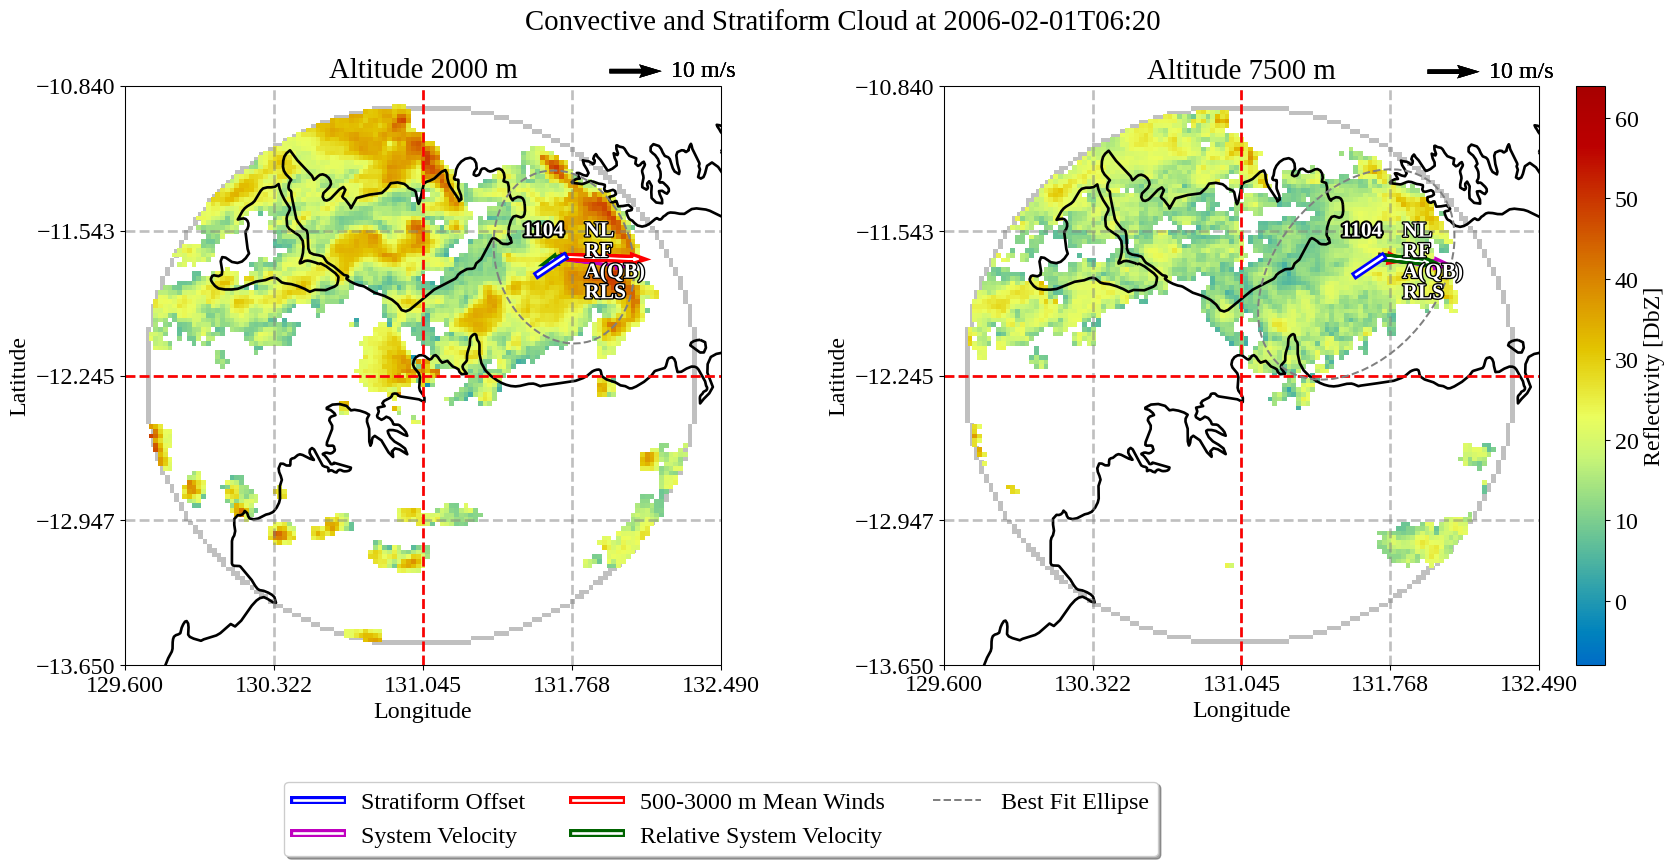 Convective and Stratiform Cloud at 2006-02-01T06:20
Altitude 2000 m
10 m/s
−10.840
−11.543
−12.245
−12.947
−13.650
Latitude
129.600
130.322
131.045
131.768
132.490
Longitude
1104
NL
RF
A(QB)
RLS
Altitude 7500 m
10 m/s
−10.840
−11.543
−12.245
−12.947
−13.650
Latitude
129.600
130.322
131.045
131.768
132.490
Longitude
1104
NL
RF
A(QB)
RLS
60
50
40
30
20
10
0
Reflectivity [DbZ]
Stratiform Offset
System Velocity
500-3000 m Mean Winds
Relative System Velocity
Best Fit Ellipse